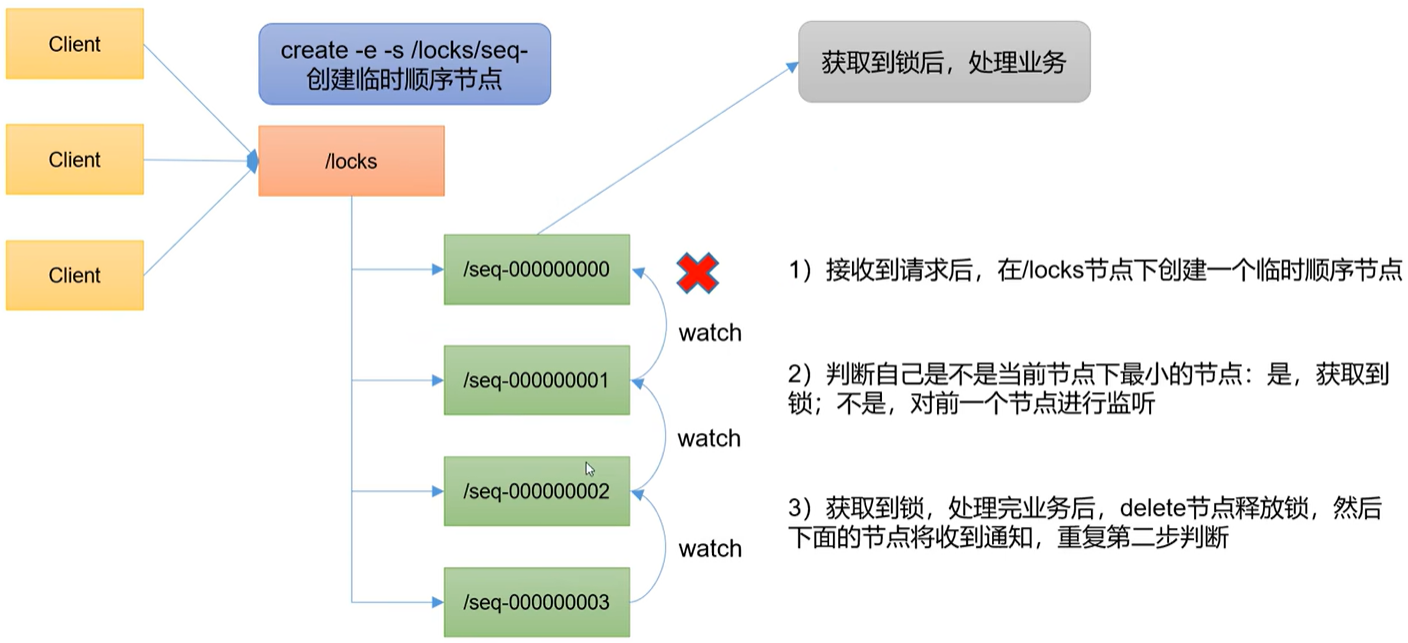 Client
create -e -s /locks/seq-
创建临时顺序节点
获取到锁后，处理业务
Client
/locks
Client
/seq-000000000
1）接收到请求后，在/locks节点下创建一个临时顺序节点
watch
/seq-000000001
2）判断自己是不是当前节点下最小的节点：是，获取到
锁；不是，对前一个节点进行监听
watch
/seq-000000002
3）获取到锁，处理完业务后，delete节点释放锁，然后
下面的节点将收到通知，重复第二步判断
watch
/seq-000000003